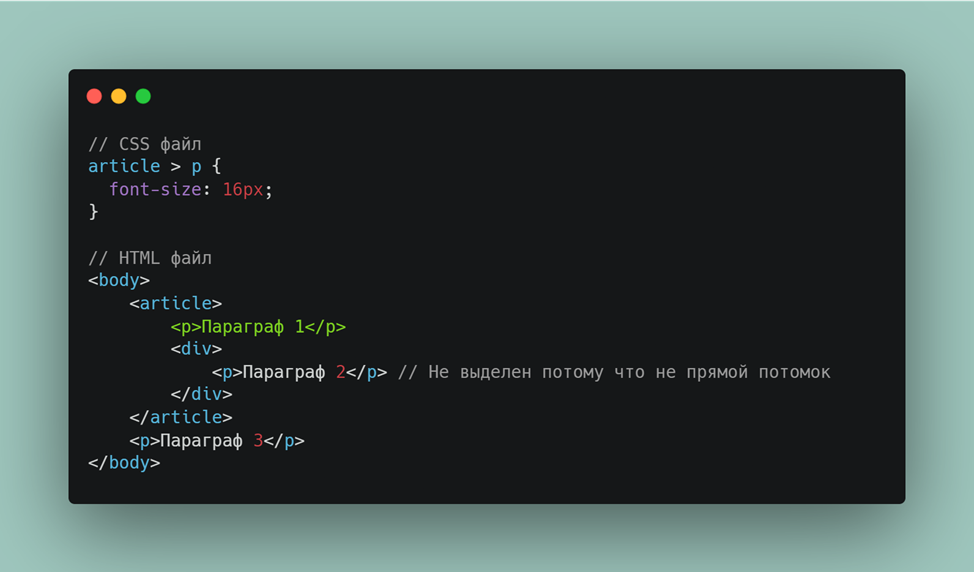 // CSS файл
article > p {
  font-size: 16px;
}

// HTML файл
<body>
    <article>
        <p>Параграф 1</p>
        <div>
            <p>Параграф 2</p> // Не выделен потому что не прямой потомок
        </div>
    </article>
    <p>Параграф 3</p>
</body>